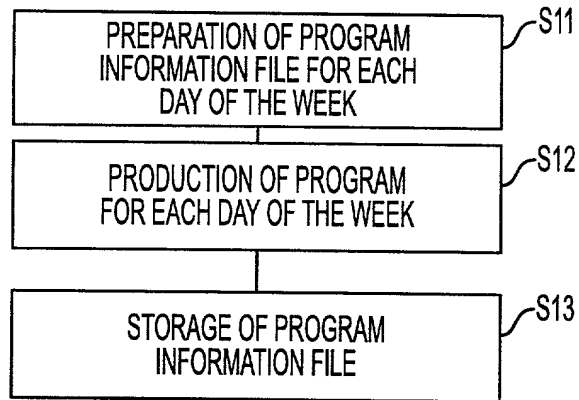 PREPARATION OF PROGRAM
INFORMATION FILE FOR EACH
DAY OF THE WEEK
S11
PRODUCTION OF PROGRAM
FOR EACH DAY OF THE WEEK
S12
STORAGE OF PROGRAM
INFORMATION FILE
S13